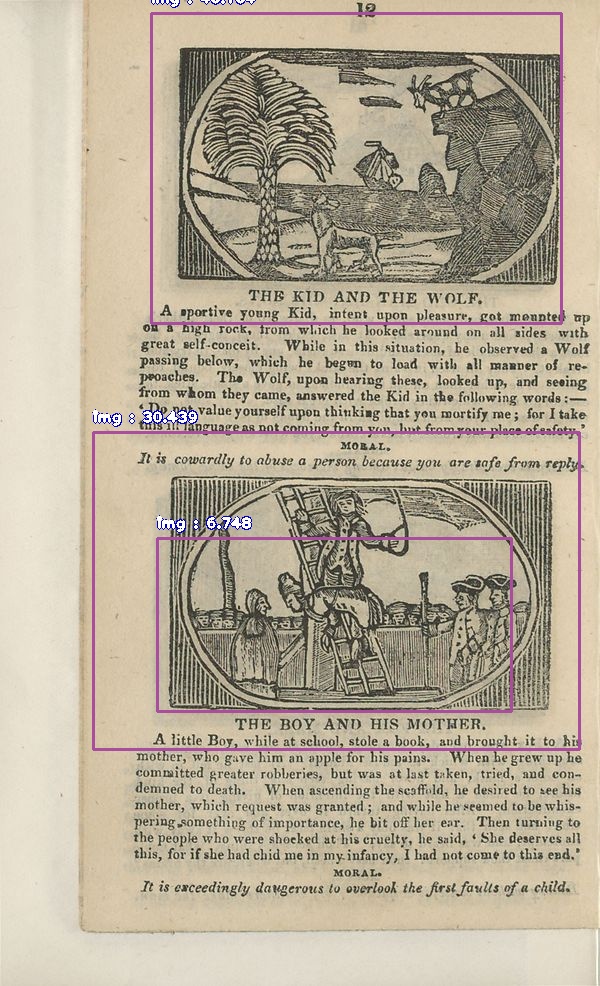 img : 48.184
12
THE KID AND THE WOLF.
A sportive young Kid, intent upon pleasure, got mounted up
on a high rock, from which he looked around on all sides with
great self-conceit. While in this situation, he observed a Wolf
passing below, which he begun to load with all manner of re-
proaches. The Wolf, upon hearing these, looked up, and seeing
from whom they came, answered the Kid in the following words:—
img : 30.439
‘Do value yourself upon thinking that you mortify me; for I take
this ill language as not coming from you, but from your place of safety.’
MORAL.
It is cowardly to abuse a person because you are safe from reply.
img : 6.748
THE BOY AND HIS MOTHER.
A little Boy, while at school, stole a book, and brought it to his
mother, who gave him an apple for his pains. When he grew up he
committed greater robberies, but was at last taken, tried, and con-
demned to death. When ascending the scaffold, he desired to see his
mother, which request was granted; and while he seemed to be whis-
pering something of importance, he bit off her ear. Then turning to
the people who were shocked at his cruelty, he said, ‘She deserves all
this, for if she had chid me in my infancy, I had not come to this end.’
MORAL.
It is exceedingly dangerous to overlook the first faults of a child.